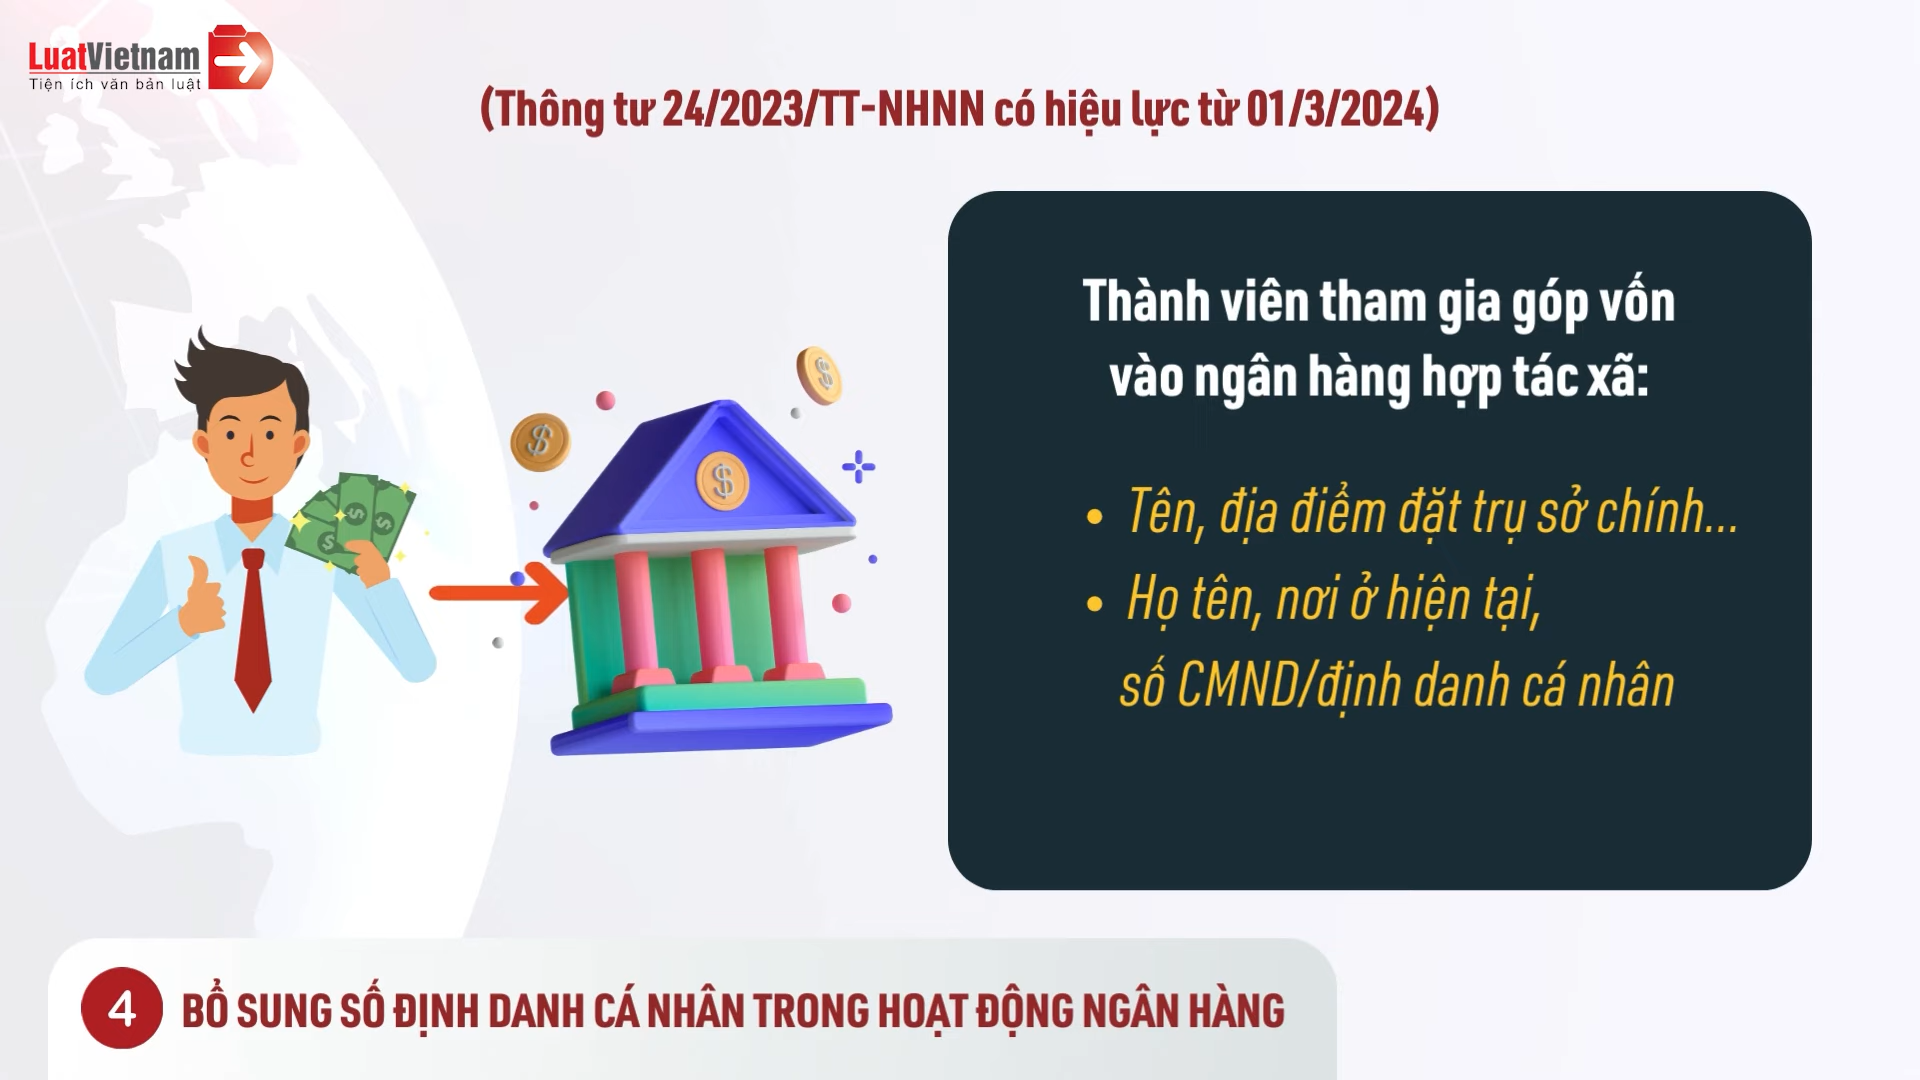 LuatVietnam
Tiện ích văn bản luật
(Thông tư 24/2023/TT-NHNN có hiệu lực từ 01/3/2024)
Thành viên tham gia góp vốn
vào ngân hàng hợp tác xã:
• Tên, địa điểm đặt trụ sở chính...
• Họ tên, nơi ở hiện tại,
số CMND/định danh cá nhân
4 BỔ SUNG SỐ ĐỊNH DANH CÁ NHÂN TRONG HOẠT ĐỘNG NGÂN HÀNG